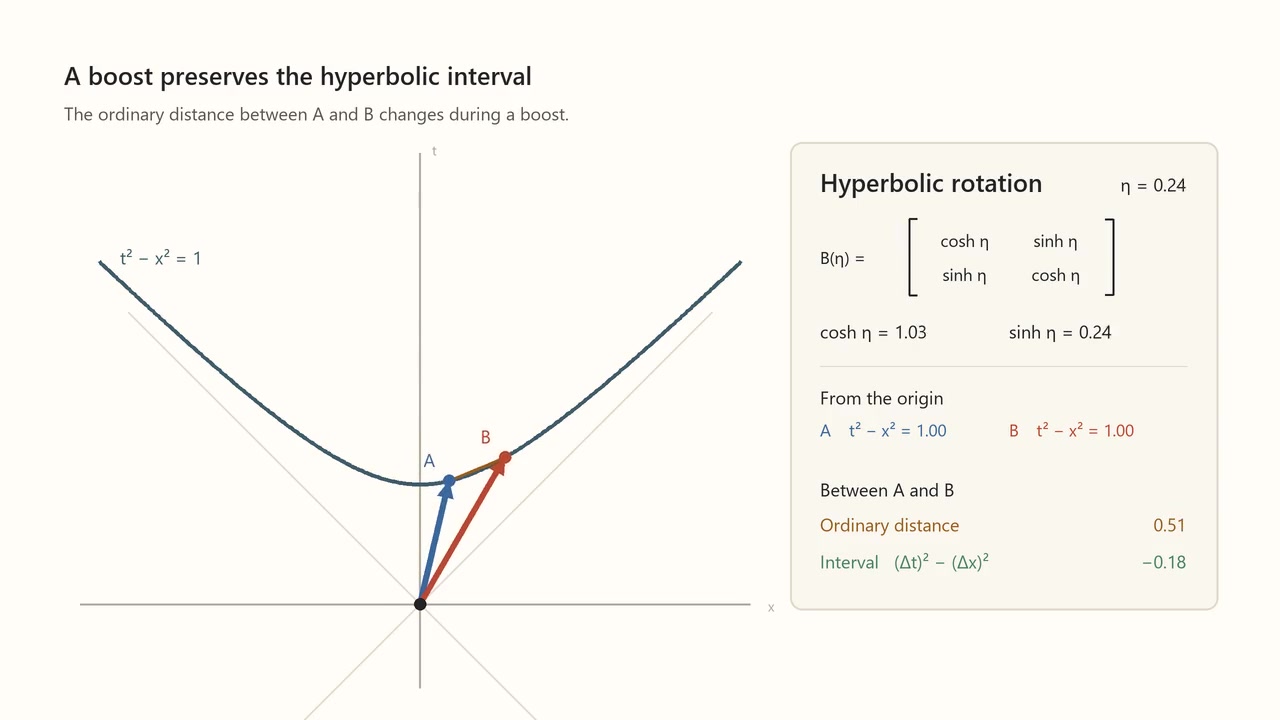 A boost preserves the hyperbolic interval
The ordinary distance between A and B changes during a boost.
t
t² − x² = 1
A
B
x
Hyperbolic rotation
η = 0.24
B(η) =
cosh η sinh η
sinh η cosh η
cosh η = 1.03 sinh η = 0.24
From the origin
A t² − x² = 1.00 B t² − x² = 1.00
Between A and B
Ordinary distance 0.51
Interval (Δt)² − (Δx)² −0.18